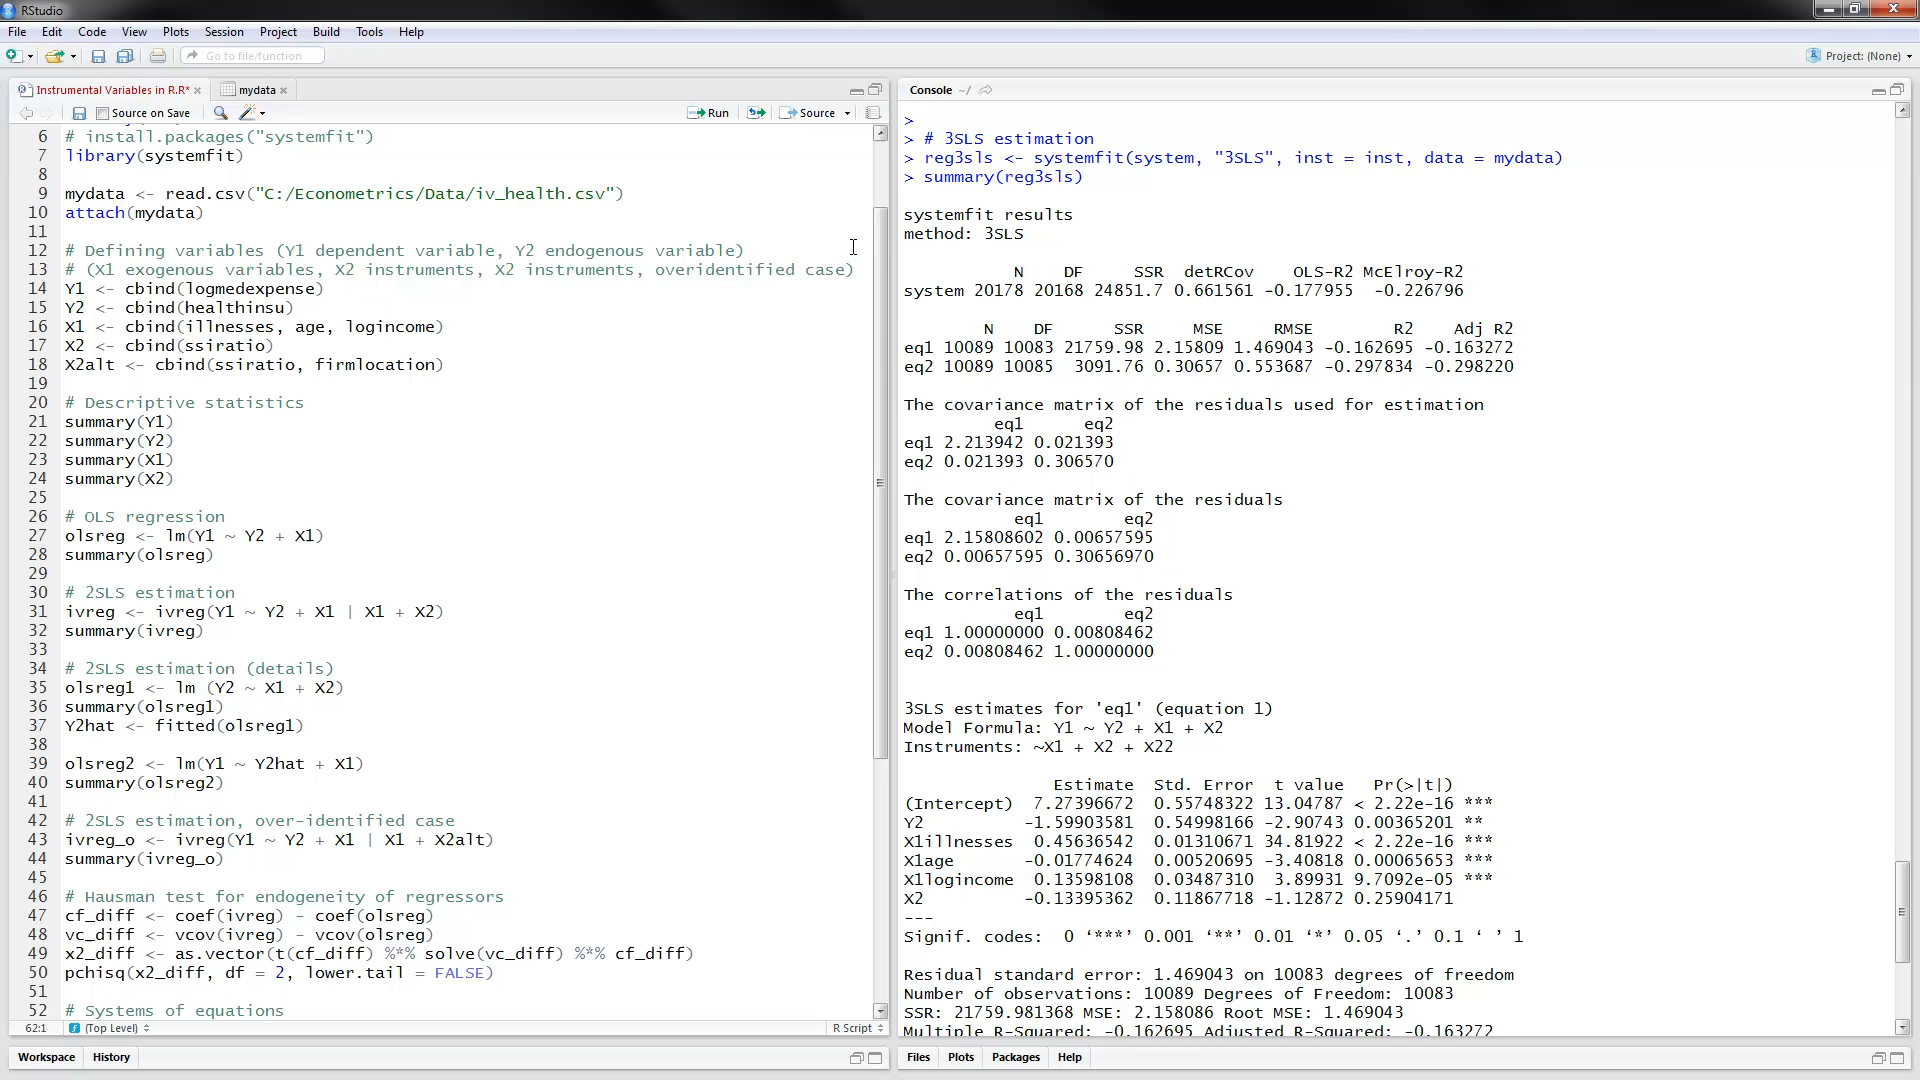 RStudio
File Edit Code View Plots Session Project Build Tools Help
Go to file/function
Project: (None)
Instrumental Variables in R.R*
mydata
Source on Save
Run
Source
6 # install.packages("systemfit")
7 library(systemfit)
8
9 mydata <- read.csv("C:/Econometrics/Data/iv_health.csv")
10 attach(mydata)
11
12 # Defining variables (Y1 dependent variable, Y2 endogenous variable)
13 # (X1 exogenous variables, X2 instruments, X2 instruments, overidentified case)
14 Y1 <- cbind(logmedexpense)
15 Y2 <- cbind(healthinsu)
16 X1 <- cbind(illnesses, age, logincome)
17 X2 <- cbind(ssiratio)
18 X2alt <- cbind(ssiratio, firmlocation)
19
20 # Descriptive statistics
21 summary(Y1)
22 summary(Y2)
23 summary(X1)
24 summary(X2)
25
26 # OLS regression
27 olsreg <- lm(Y1 ~ Y2 + X1)
28 summary(olsreg)
29
30 # 2SLS estimation
31 ivreg <- ivreg(Y1 ~ Y2 + X1 | X1 + X2)
32 summary(ivreg)
33
34 # 2SLS estimation (details)
35 olsreg1 <- lm (Y2 ~ X1 + X2)
36 summary(olsreg1)
37 Y2hat <- fitted(olsreg1)
38
39 olsreg2 <- lm(Y1 ~ Y2hat + X1)
40 summary(olsreg2)
41
42 # 2SLS estimation, over-identified case
43 ivreg_o <- ivreg(Y1 ~ Y2 + X1 | X1 + X2alt)
44 summary(ivreg_o)
45
46 # Hausman test for endogeneity of regressors
47 cf_diff <- coef(ivreg) - coef(olsreg)
48 vc_diff <- vcov(ivreg) - vcov(olsreg)
49 x2_diff <- as.vector(t(cf_diff) %*% solve(vc_diff) %*% cf_diff)
50 pchisq(x2_diff, df = 2, lower.tail = FALSE)
51
52 # Systems of equations
62:1 (Top Level) R Script
Workspace History
Console ~/
>
> # 3SLS estimation
> reg3sls <- systemfit(system, "3SLS", inst = inst, data = mydata)
> summary(reg3sls)
systemfit results
method: 3SLS
N DF SSR detRCov OLS-R2 McElroy-R2
system 20178 20168 24851.7 0.661561 -0.177955 -0.226796
N DF SSR MSE RMSE R2 Adj R2
eq1 10089 10083 21759.98 2.15809 1.469043 -0.162695 -0.163272
eq2 10089 10085 3091.76 0.30657 0.553687 -0.297834 -0.298220
The covariance matrix of the residuals used for estimation
eq1 eq2
eq1 2.213942 0.021393
eq2 0.021393 0.306570
The covariance matrix of the residuals
eq1 eq2
eq1 2.15808602 0.00657595
eq2 0.00657595 0.30656970
The correlations of the residuals
eq1 eq2
eq1 1.00000000 0.00808462
eq2 0.00808462 1.00000000
3SLS estimates for 'eq1' (equation 1)
Model Formula: Y1 ~ Y2 + X1 + X2
Instruments: ~X1 + X2 + X22
Estimate Std. Error t value Pr(>|t|)
(Intercept) 7.27396672 0.55748322 13.04787 < 2.22e-16 ***
Y2 -1.59903581 0.54998166 -2.90743 0.00365201 **
X1illnesses 0.45636542 0.01310671 34.81922 < 2.22e-16 ***
X1age -0.01774624 0.00520695 -3.40818 0.00065653 ***
X1logincome 0.13598108 0.03487310 3.89931 9.7092e-05 ***
X2 -0.13395362 0.11867718 -1.12872 0.25904171
---
Signif. codes: 0 ‘***’ 0.001 ‘**’ 0.01 ‘*’ 0.05 ‘.’ 0.1 ‘ ’ 1
Residual standard error: 1.469043 on 10083 degrees of freedom
Number of observations: 10089 Degrees of Freedom: 10083
SSR: 21759.981368 MSE: 2.158086 Root MSE: 1.469043
Multiple R-Squared: -0.162695 Adjusted R-Squared: -0.163272
Files Plots Packages Help